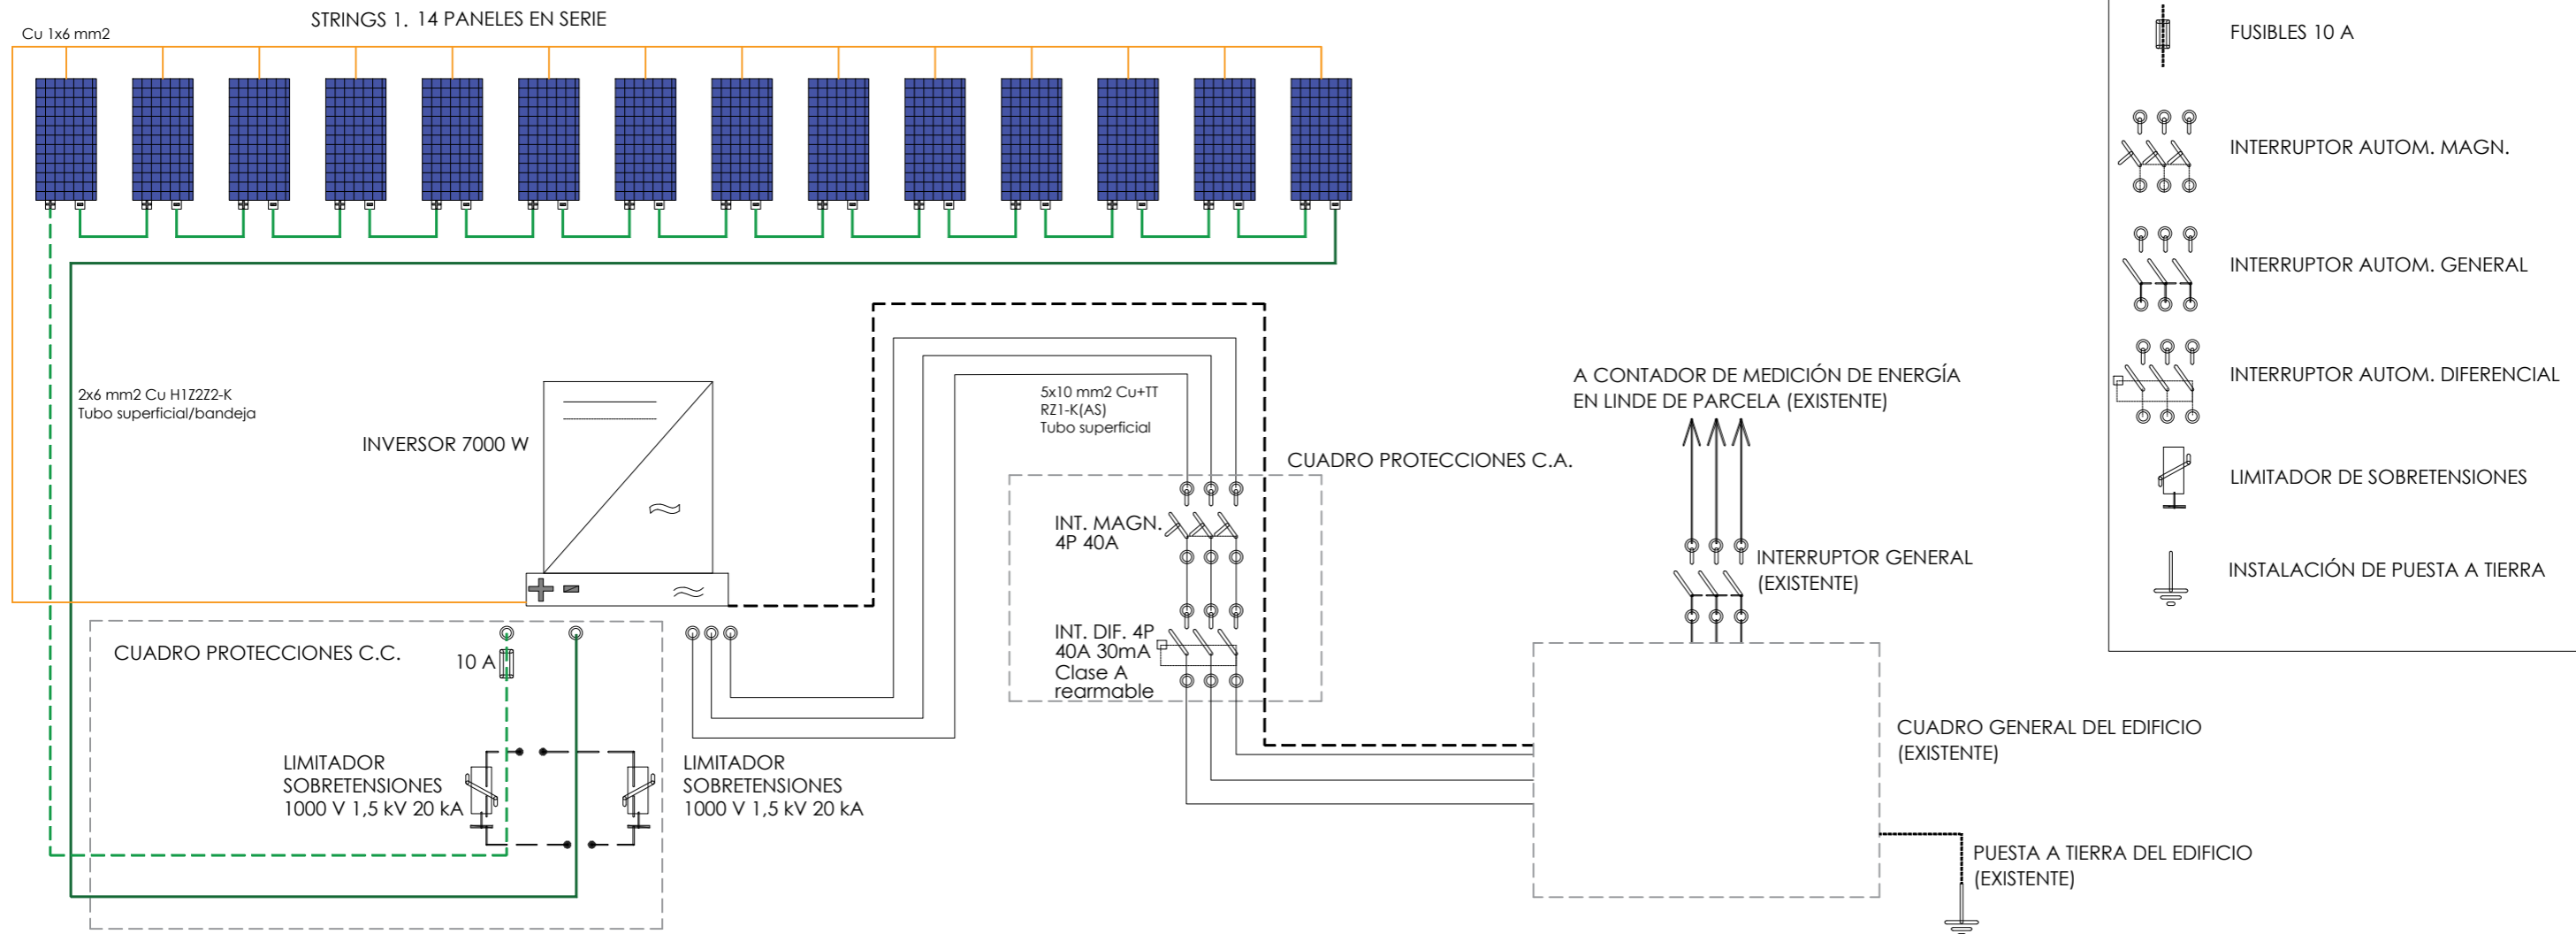 STRINGS 1. 14 PANELES EN SERIE
Cu 1x6 mm2
2x6 mm2 Cu H1Z2Z2-K
Tubo superficial/bandeja
INVERSOR 7000 W
5x10 mm2 Cu+TT
RZ1-K(AS)
Tubo superficial
CUADRO PROTECCIONES C.A.
INT. MAGN.
4P 40A
INT. DIF. 4P
40A 30mA
Clase A
rearmable
CUADRO PROTECCIONES C.C.
10 A
LIMITADOR
SOBRETENSIONES
1000 V 1,5 kV 20 kA
LIMITADOR
SOBRETENSIONES
1000 V 1,5 kV 20 kA
A CONTADOR DE MEDICIÓN DE ENERGÍA
EN LINDE DE PARCELA (EXISTENTE)
INTERRUPTOR GENERAL
(EXISTENTE)
CUADRO GENERAL DEL EDIFICIO
(EXISTENTE)
PUESTA A TIERRA DEL EDIFICIO
(EXISTENTE)
FUSIBLES 10 A
INTERRUPTOR AUTOM. MAGN.
INTERRUPTOR AUTOM. GENERAL
INTERRUPTOR AUTOM. DIFERENCIAL
LIMITADOR DE SOBRETENSIONES
INSTALACIÓN DE PUESTA A TIERRA